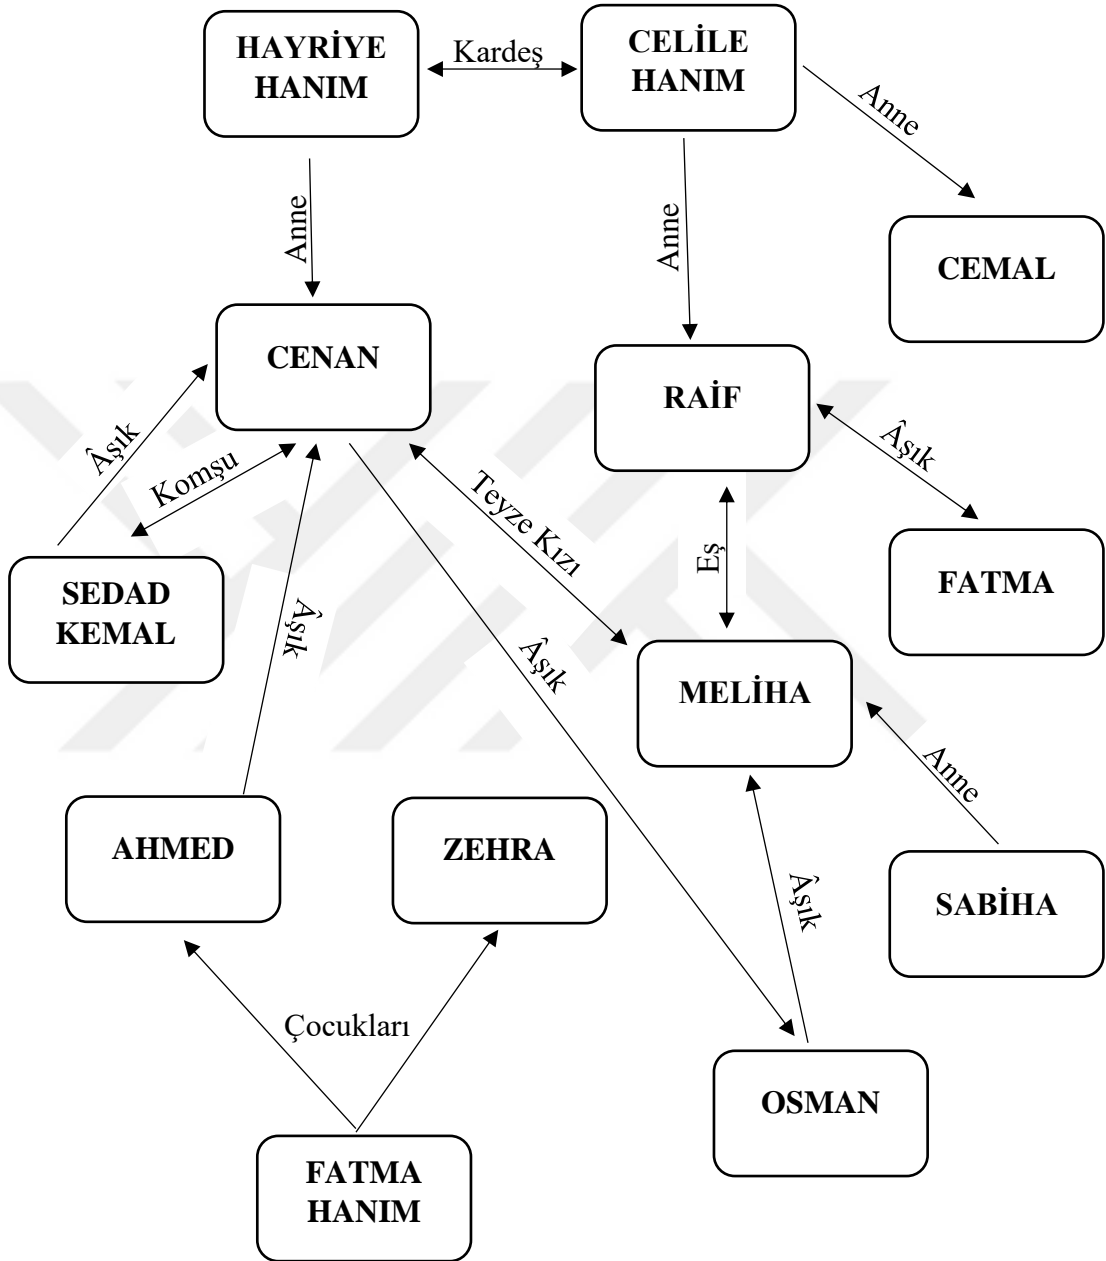 HAYRİYE
HANIM
Kardeş
CELİLE
HANIM
Anne
Anne
Anne
CEMAL
CENAN
RAİF
Âşık
Komşu
Teyze Kızı
Âşık
Eş
SEDAD
KEMAL
Âşık
FATMA
Âşık
MELİHA
Anne
AHMED
ZEHRA
Âşık
SABİHA
Çocukları
OSMAN
FATMA
HANIM